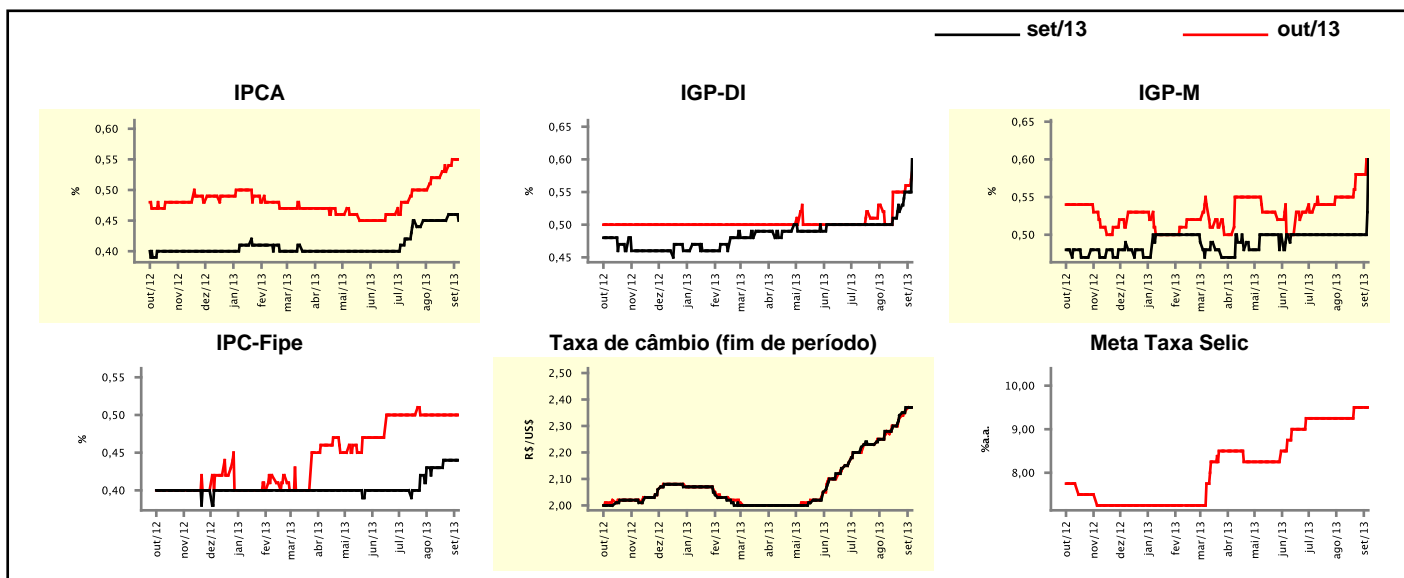 set/13 out/13
IPCA IGP-DI IGP-M
%
0,60
0,55
0,50
0,45
0,40
out/12 nov/12 dez/12 jan/13 fev/13 mar/13 abr/13 mai/13 jun/13 jul/13 ago/13 set/13
%
0,65
0,60
0,55
0,50
0,45
out/12 nov/12 dez/12 jan/13 fev/13 mar/13 abr/13 mai/13 jun/13 jul/13 ago/13 set/13
%
0,65
0,60
0,55
0,50
out/12 nov/12 dez/12 jan/13 fev/13 mar/13 abr/13 mai/13 jun/13 jul/13 ago/13 set/13
IPC-Fipe Taxa de câmbio (fim de período) Meta Taxa Selic
%
0,55
0,50
0,45
0,40
out/12 nov/12 dez/12 jan/13 fev/13 mar/13 abr/13 mai/13 jun/13 jul/13 ago/13 set/13
R$/US$
2,50
2,40
2,30
2,20
2,10
2,00
out/12 nov/12 dez/12 jan/13 fev/13 mar/13 abr/13 mai/13 jun/13 jul/13 ago/13 set/13
%a.a.
10,00
9,00
8,00
out/12 nov/12 dez/12 jan/13 fev/13 mar/13 abr/13 mai/13 jun/13 jul/13 ago/13 set/13